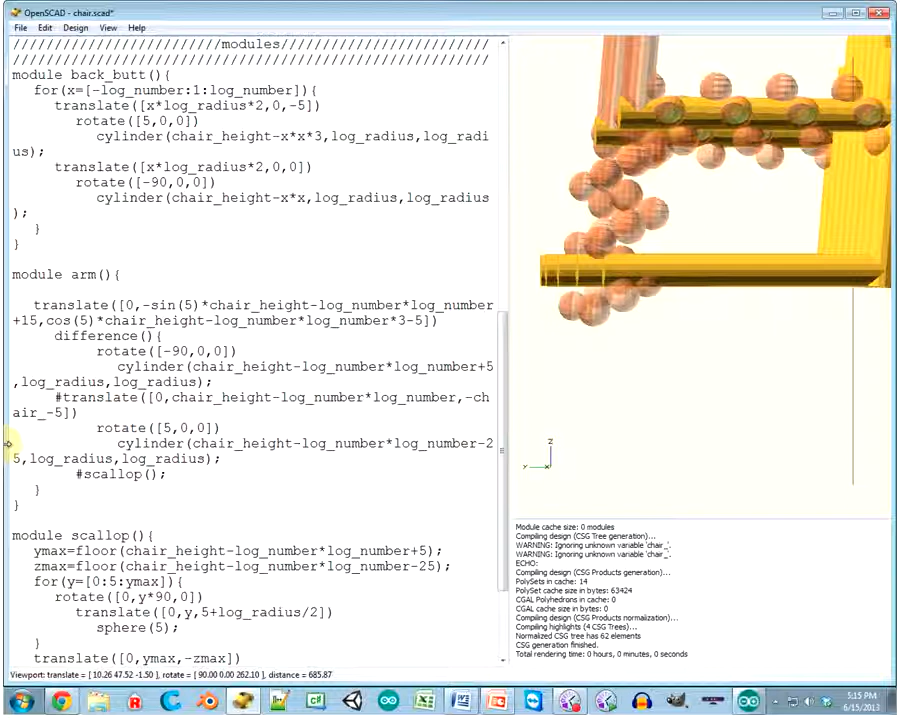 OpenSCAD - chair.scad*
File Edit Design View Help
//////////////////////////modules//////////////////////////
///////////////////////////////////////////////////////////
module back_butt(){
for(x=[-log_number:1:log_number]){
translate([x*log_radius*2,0,-5])
rotate([5,0,0])
cylinder(chair_height-x*x*3,log_radius,log_radi
us);
translate([x*log_radius*2,0,0])
rotate([-90,0,0])
cylinder(chair_height-x*x,log_radius,log_radius
);
}
}
module arm(){
translate([0,-sin(5)*chair_height-log_number*log_number
+15,cos(5)*chair_height-log_number*log_number*3-5])
difference(){
rotate([-90,0,0])
cylinder(chair_height-log_number*log_number+5
,log_radius,log_radius);
#translate([0,chair_height-log_number*log_number,-ch
air_-5])
rotate([5,0,0])
cylinder(chair_height-log_number*log_number-2
5,log_radius,log_radius);
#scallop();
}
}
module scallop(){
ymax=floor(chair_height-log_number*log_number+5);
zmax=floor(chair_height-log_number*log_number-25);
for(y=[0:5:ymax]){
rotate([0,y*90,0])
translate([0,y,5+log_radius/2])
sphere(5);
}
translate([0,ymax,-zmax])
Z
Y
Module cache size: 0 modules
Compiling design (CSG Tree generation)...
WARNING: Ignoring unknown variable 'chair_'.
WARNING: Ignoring unknown variable 'chair_'.
ECHO:
Compiling design (CSG Products generation)...
PolySets in cache: 14
PolySet cache size in bytes: 63424
CGAL Polyhedrons in cache: 0
CGAL cache size in bytes: 0
Compiling design (CSG Products normalization)...
Compiling highlights (4 CSG Trees)...
Normalized CSG tree has 62 elements
CSG generation finished.
Total rendering time: 0 hours, 0 minutes, 0 seconds
Viewport: translate = [ 10.26 47.52 -1.50 ], rotate = [ 90.00 0.00 262.10 ], distance = 685.87
5:15 PM
6/15/2013